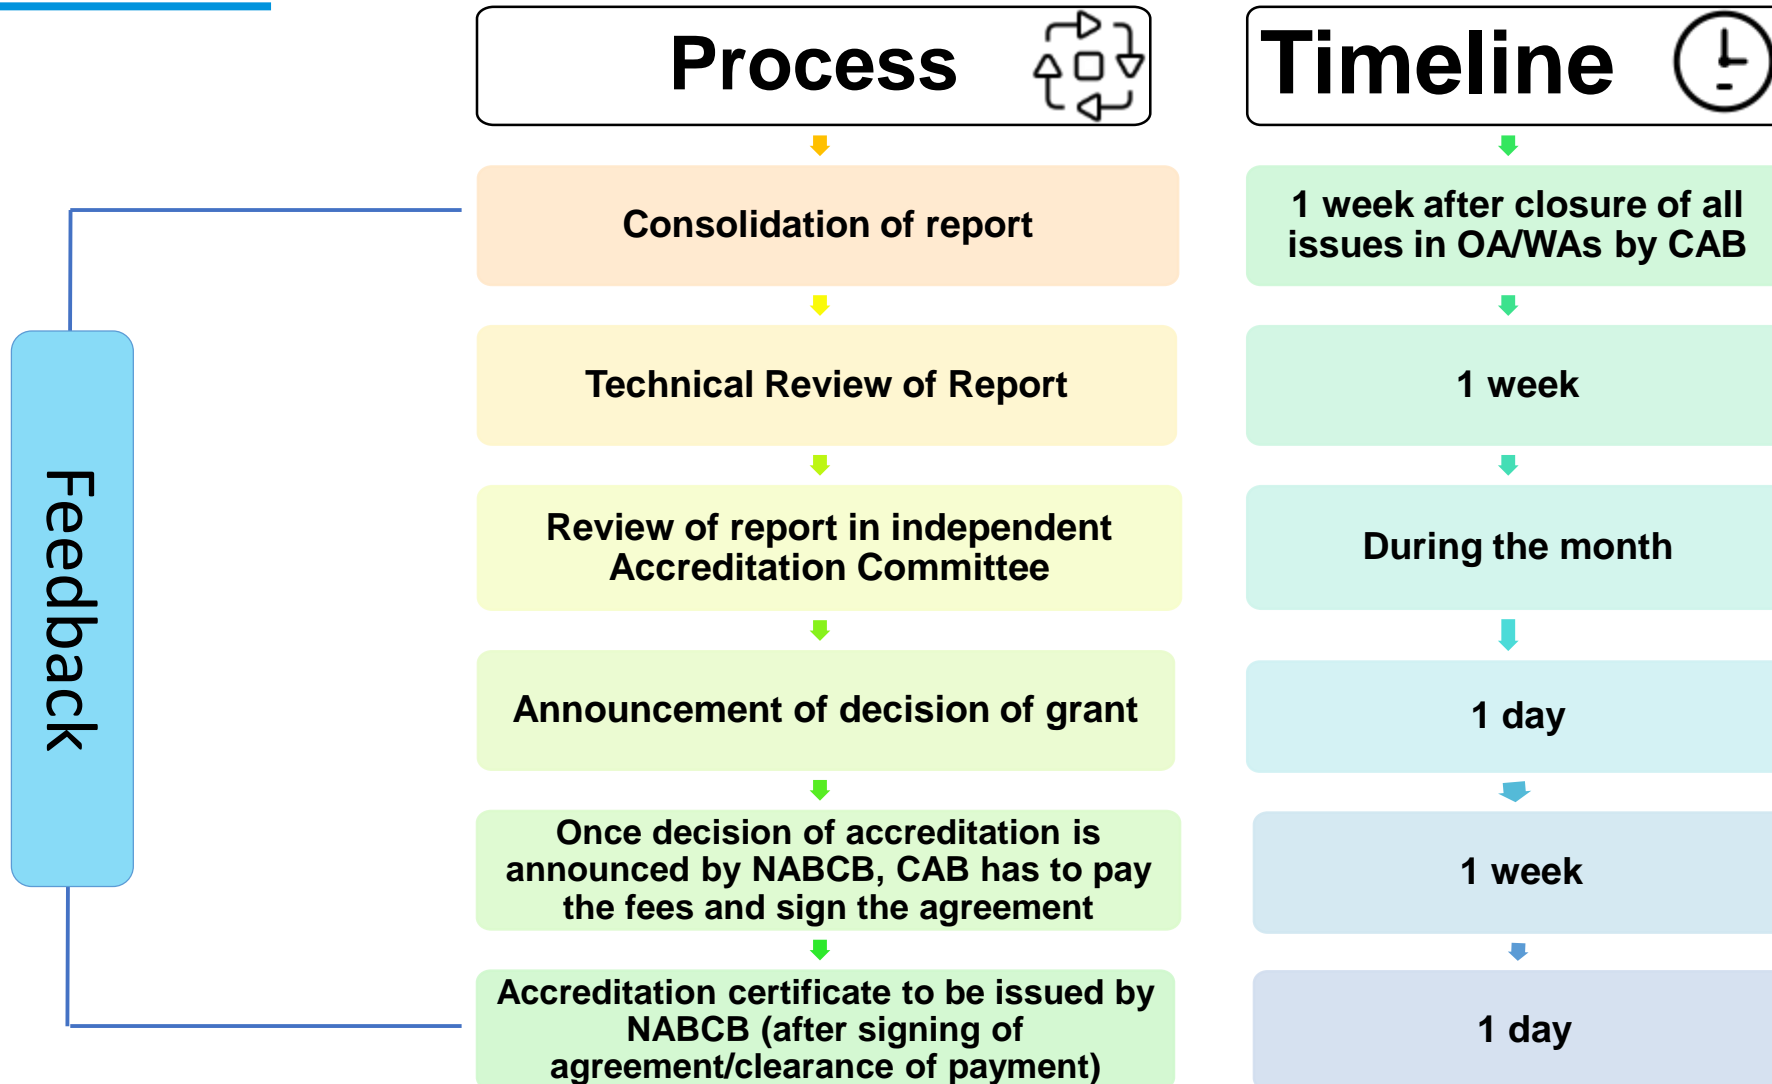 Process
Timeline
Consolidation of report
1 week after closure of all
issues in OA/WAs by CAB
Technical Review of Report
1 week
Review of report in independent
Accreditation Committee
During the month
Announcement of decision of grant
1 day
Once decision of accreditation is
announced by NABCB, CAB has to pay
the fees and sign the agreement
1 week
Accreditation certificate to be issued by
NABCB (after signing of
agreement/clearance of payment)
1 day
Feedback